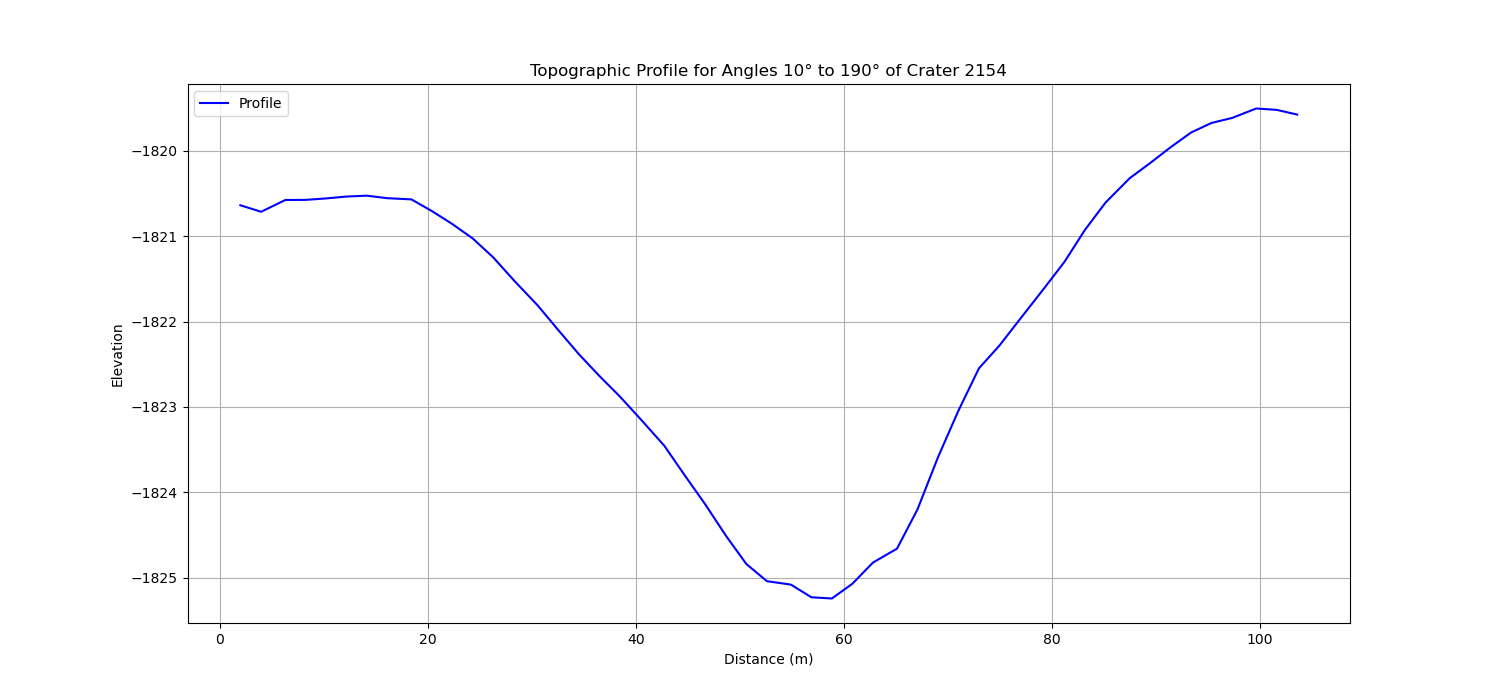 Topographic Profile for Angles 10° to 190° of Crater 2154
Profile
−1820
−1821
−1822
−1823
−1824
−1825
Elevation
0 20 40 60 80 100
Distance (m)